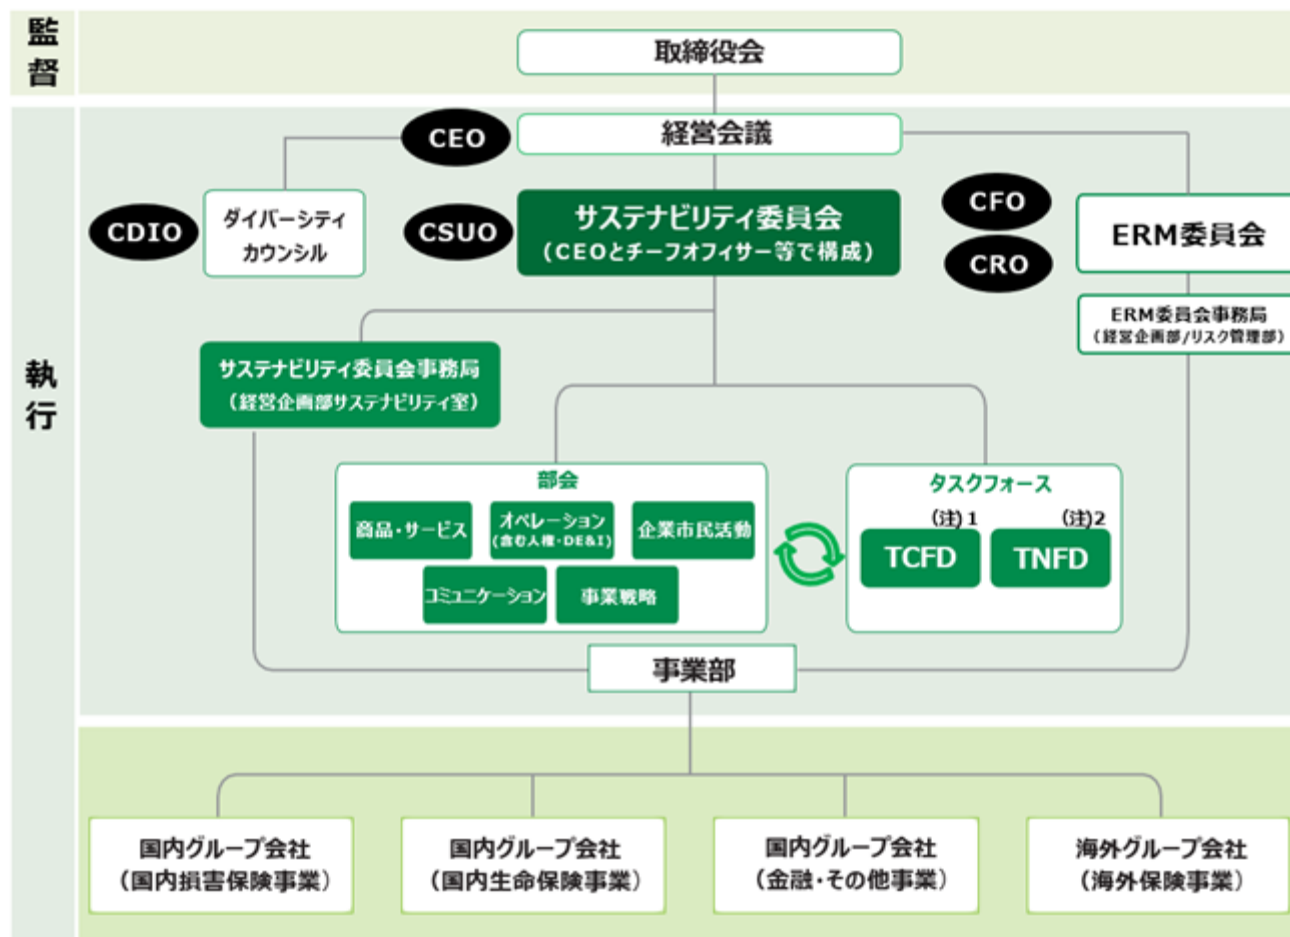 監督
取締役会
執行
CEO
経営会議
CDIO
ダイバーシティ
カウンシル
CSUO
サステナビリティ委員会
(CEOとチーフオフィサー等で構成)
CFO
CRO
ERM委員会
ERM委員会事務局
(経営企画部/リスク管理部)
サステナビリティ委員会事務局
(経営企画部サステナビリティ室)
部会
商品・サービス
オペレーション
(含む人権・DE&I)
企業市民活動
コミュニケーション
事業戦略
タスクフォース
(注)1
(注)2
TCFD
TNFD
事業部
国内グループ会社
(国内損害保険事業)
国内グループ会社
(国内生命保険事業)
国内グループ会社
(金融・その他事業)
海外グループ会社
(海外保険事業)